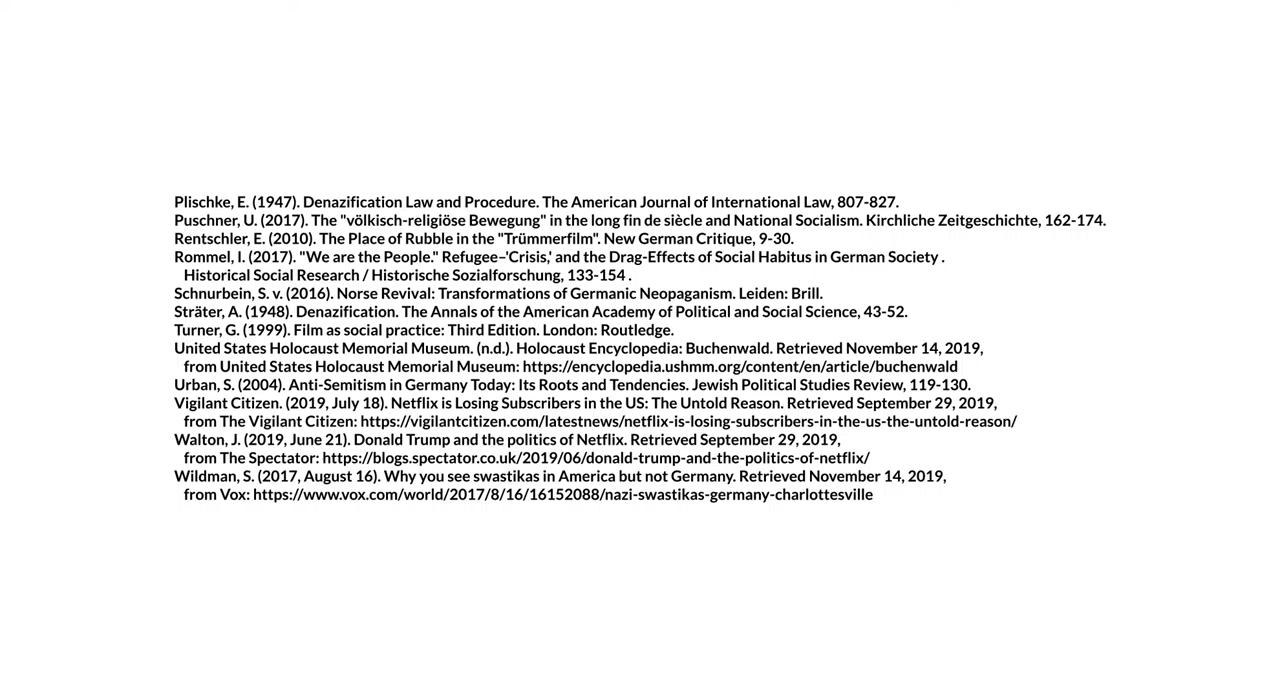 Plischke, E. (1947). Denazification Law and Procedure. The American Journal of International Law, 807-827.
Puschner, U. (2017). The "völkisch-religiöse Bewegung" in the long fin de siècle and National Socialism. Kirchliche Zeitgeschichte, 162-174.
Rentschler, E. (2010). The Place of Rubble in the "Trümmerfilm". New German Critique, 9-30.
Rommel, I. (2017). "We are the People." Refugee–'Crisis,' and the Drag-Effects of Social Habitus in German Society .
Historical Social Research / Historische Sozialforschung, 133-154 .
Schnurbein, S. v. (2016). Norse Revival: Transformations of Germanic Neopaganism. Leiden: Brill.
Sträter, A. (1948). Denazification. The Annals of the American Academy of Political and Social Science, 43-52.
Turner, G. (1999). Film as social practice: Third Edition. London: Routledge.
United States Holocaust Memorial Museum. (n.d.). Holocaust Encyclopedia: Buchenwald. Retrieved November 14, 2019,
from United States Holocaust Memorial Museum: https://encyclopedia.ushmm.org/content/en/article/buchenwald
Urban, S. (2004). Anti-Semitism in Germany Today: Its Roots and Tendencies. Jewish Political Studies Review, 119-130.
Vigilant Citizen. (2019, July 18). Netflix is Losing Subscribers in the US: The Untold Reason. Retrieved September 29, 2019,
from The Vigilant Citizen: https://vigilantcitizen.com/latestnews/netflix-is-losing-subscribers-in-the-us-the-untold-reason/
Walton, J. (2019, June 21). Donald Trump and the politics of Netflix. Retrieved September 29, 2019,
from The Spectator: https://blogs.spectator.co.uk/2019/06/donald-trump-and-the-politics-of-netflix/
Wildman, S. (2017, August 16). Why you see swastikas in America but not Germany. Retrieved November 14, 2019,
from Vox: https://www.vox.com/world/2017/8/16/16152088/nazi-swastikas-germany-charlottesville